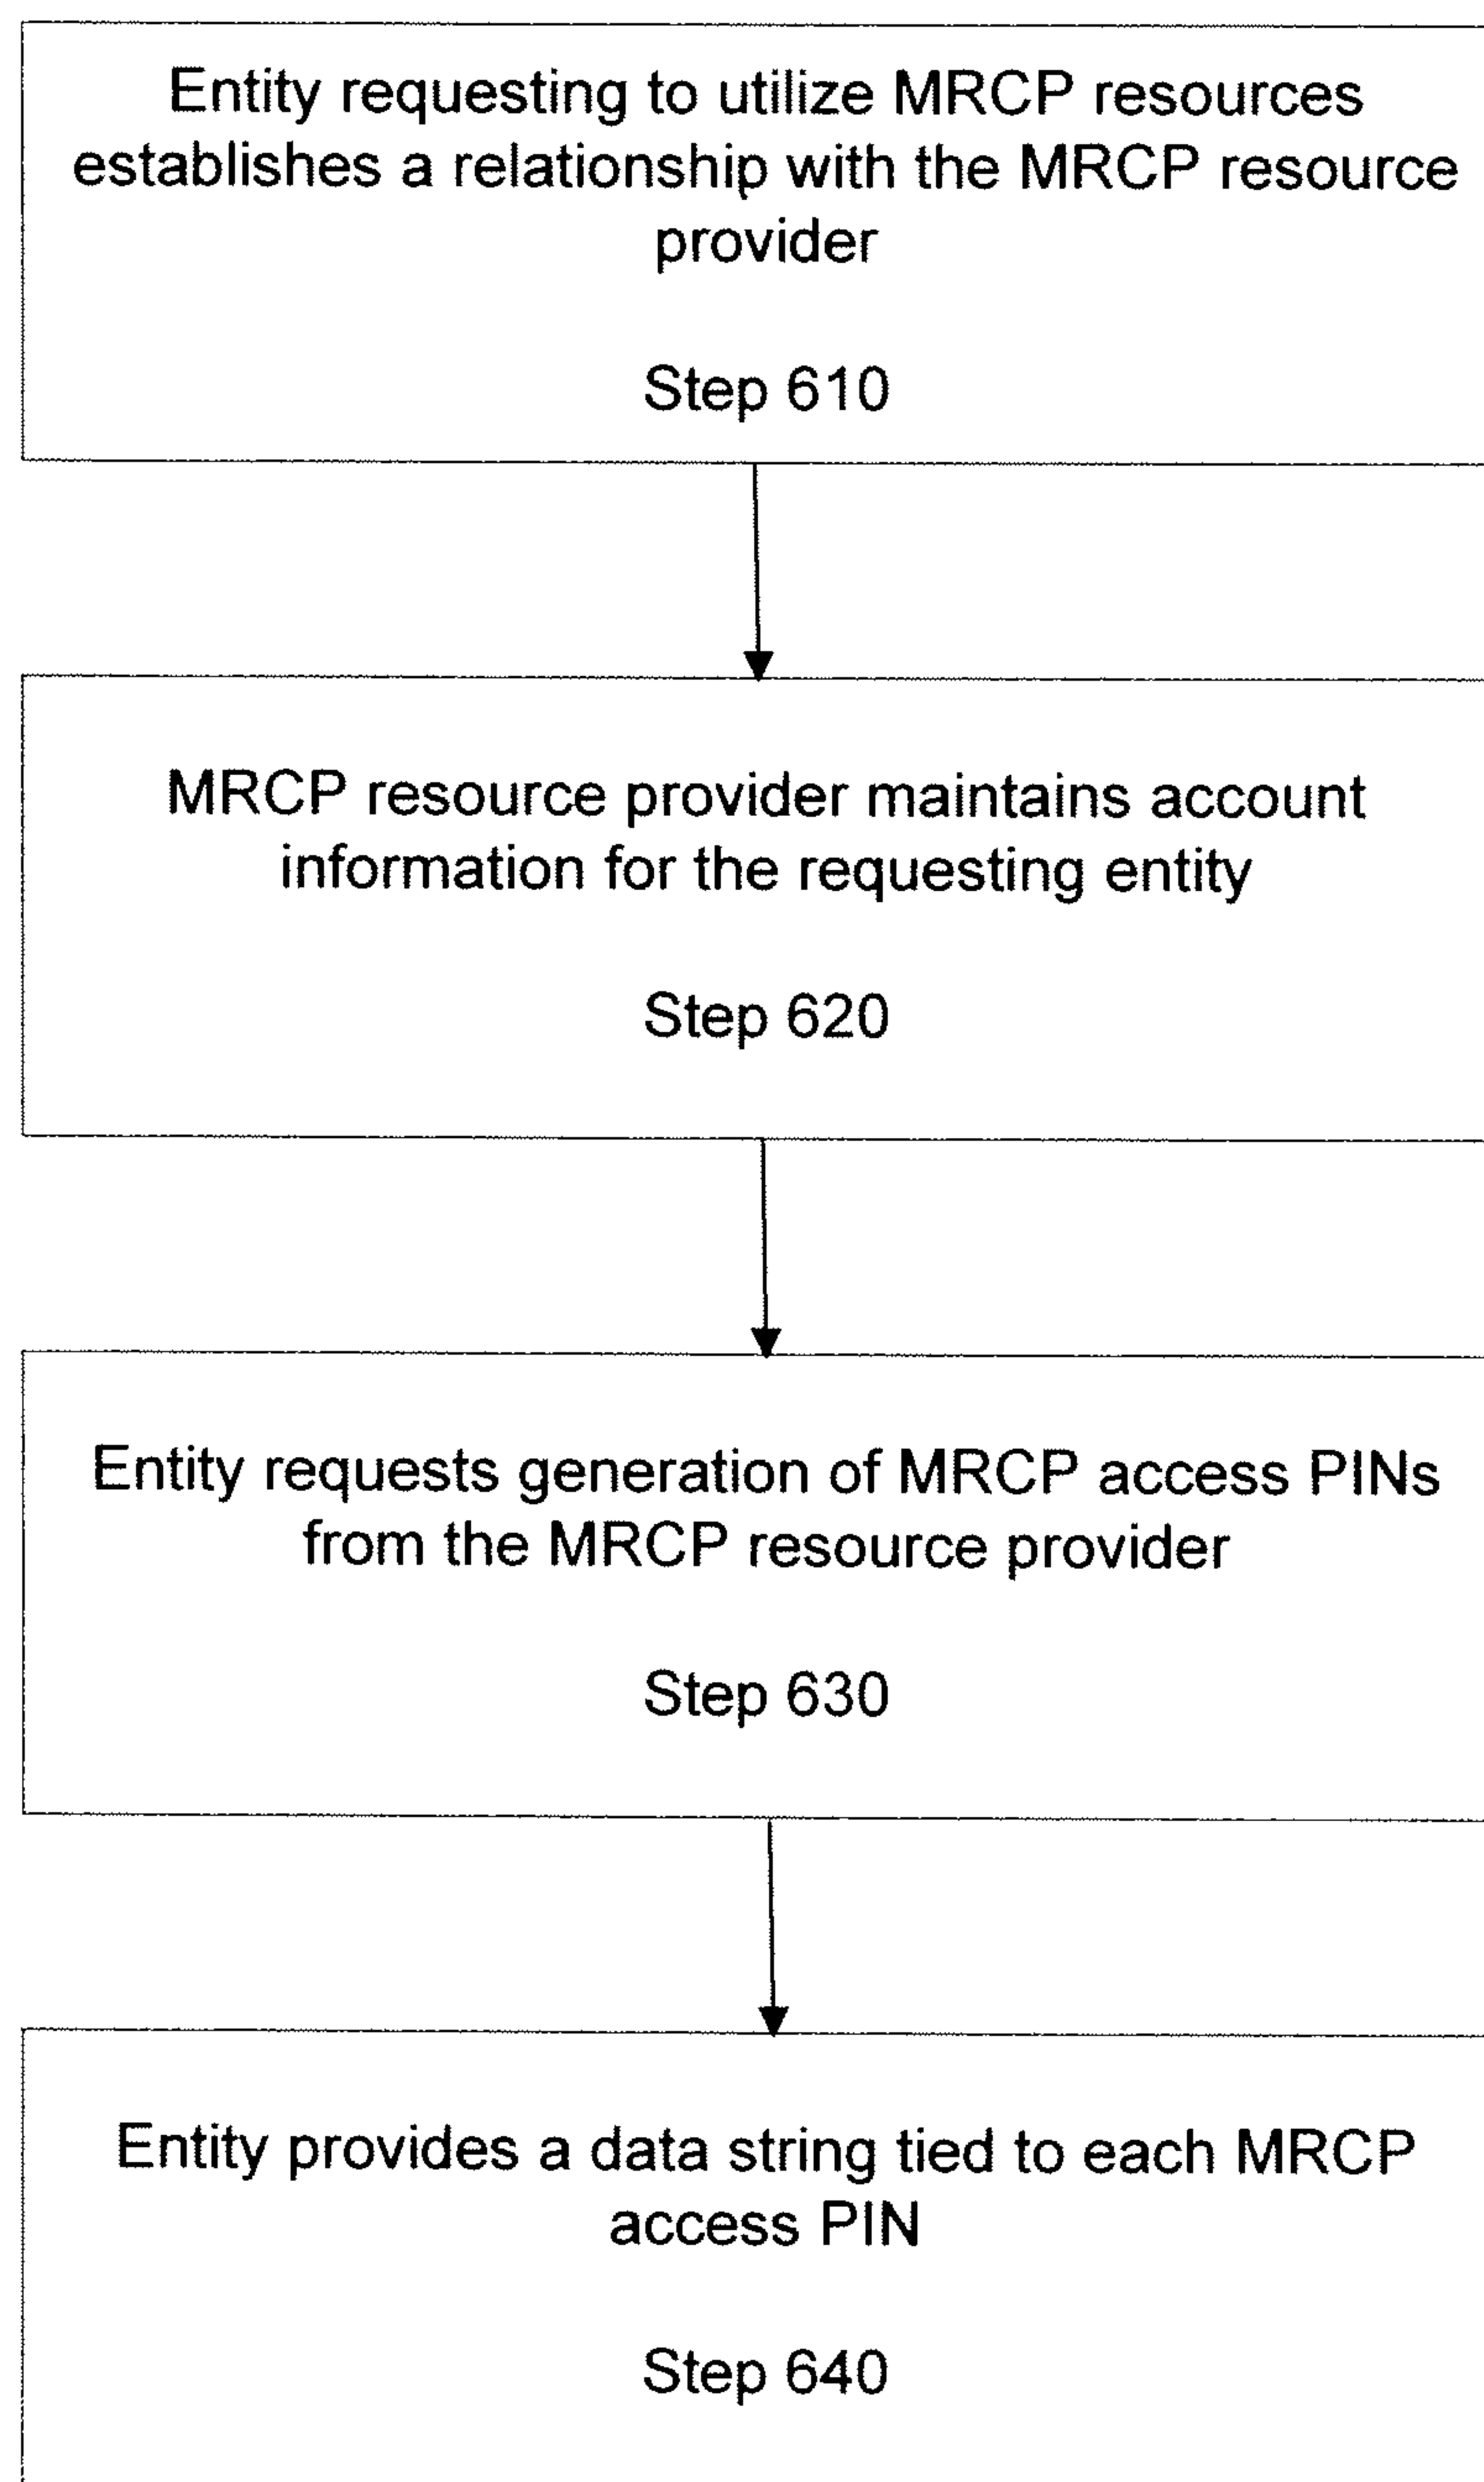 Entity requesting to utilize MRCP resources
establishes a relationship with the MRCP resource
provider
Step 610
MRCP resource provider maintains account
information for the requesting entity
Step 620
Entity requests generation of MRCP access PINs
from the MRCP resource provider
Step 630
Entity provides a data string tied to each MRCP
access PIN
Step 640